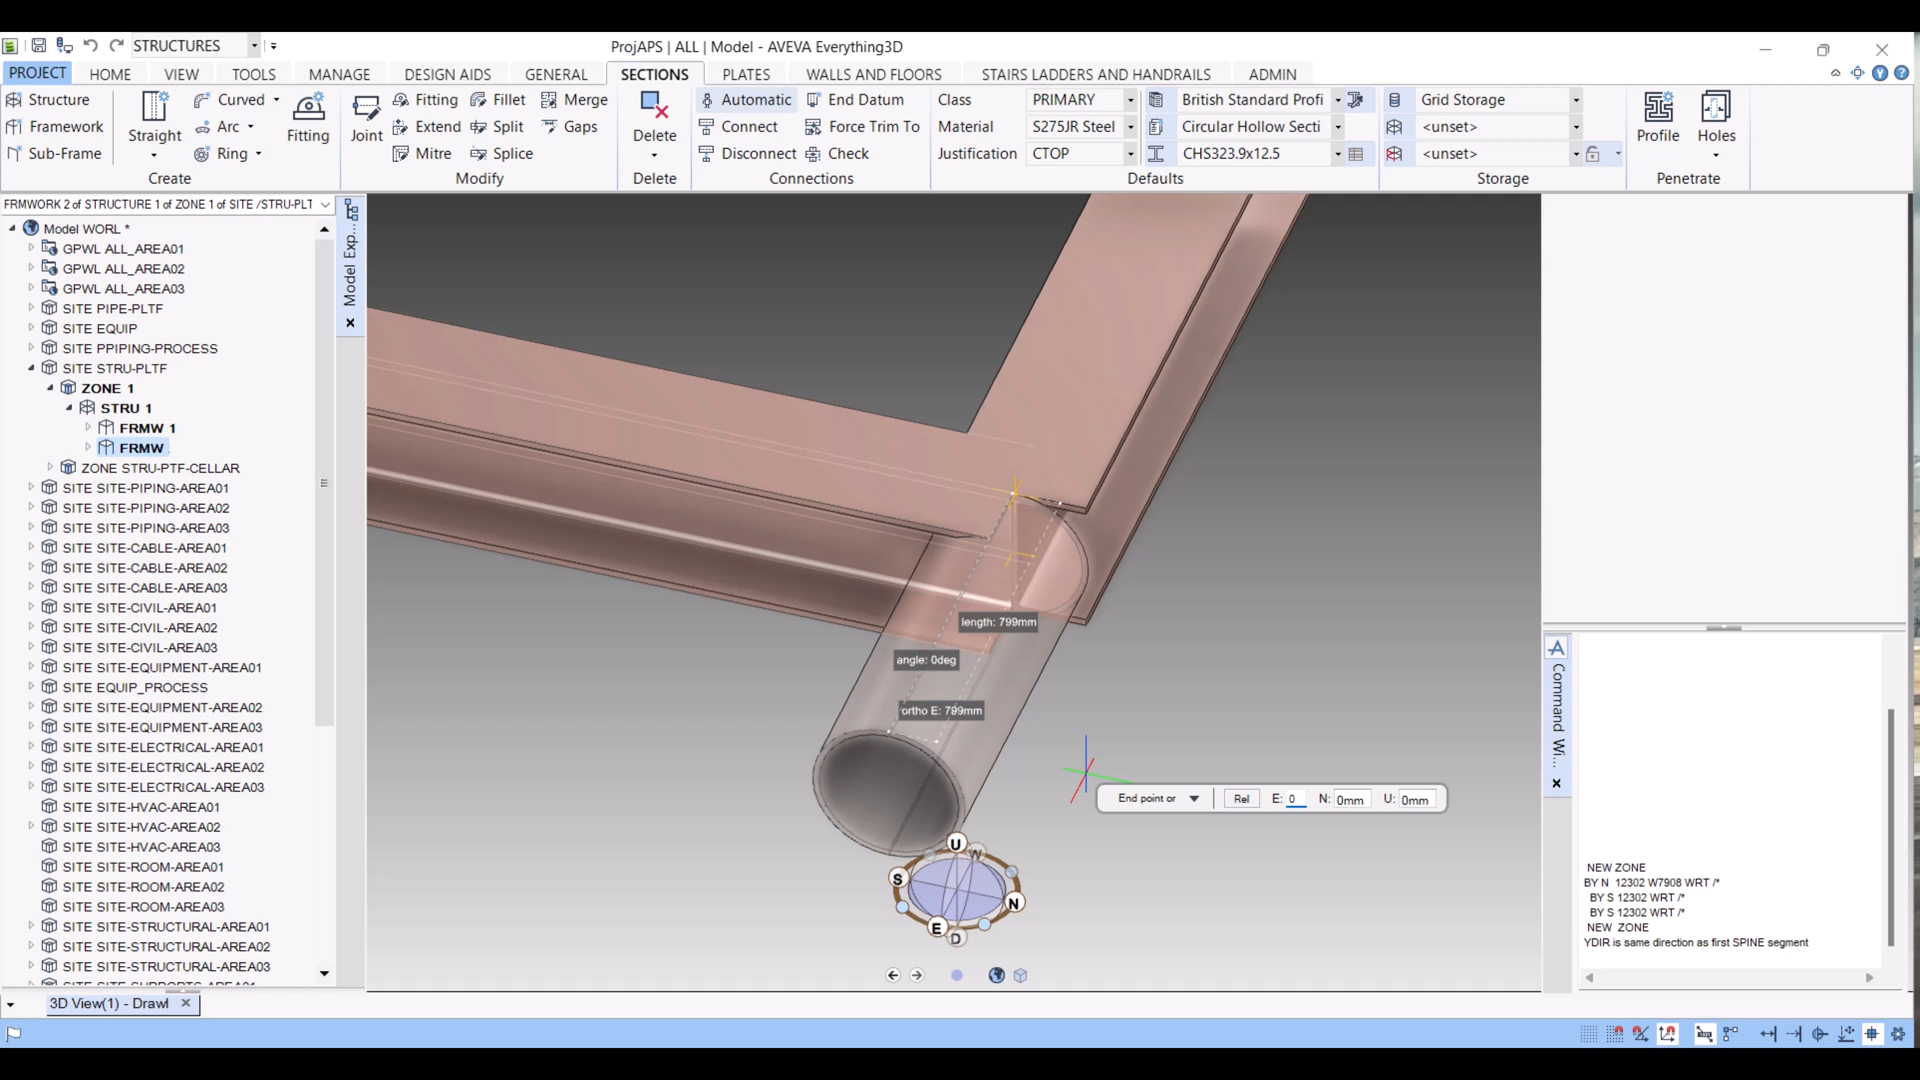 STRUCTURES
ProjAPS | ALL | Model - AVEVA Everything3D
PROJECT HOME VIEW TOOLS MANAGE DESIGN AIDS GENERAL SECTIONS PLATES WALLS AND FLOORS STAIRS LADDERS AND HANDRAILS ADMIN
Structure Curved Fitting Fillet Merge Automatic End Datum Class PRIMARY British Standard Profi Grid Storage
Framework Straight Arc Fitting Joint Extend Split Gaps Delete Connect Force Trim To Material S275JR Steel Circular Hollow Secti <unset> Profile Holes
Sub-Frame Ring Mitre Splice Disconnect Check Justification CTOP CHS323.9x12.5 <unset>
Create Modify Delete Connections Defaults Storage Penetrate
FRMWORK 2 of STRUCTURE 1 of ZONE 1 of SITE /STRU-PLT
Model Exp...
Model WORL *
GPWL ALL_AREA01
GPWL ALL_AREA02
GPWL ALL_AREA03
SITE PIPE-PLTF
SITE EQUIP
SITE PPIPING-PROCESS
SITE STRU-PLTF
ZONE 1
STRU 1
FRMW 1
FRMW
ZONE STRU-PTF-CELLAR
SITE SITE-PIPING-AREA01
SITE SITE-PIPING-AREA02
SITE SITE-PIPING-AREA03
SITE SITE-CABLE-AREA01
SITE SITE-CABLE-AREA02
SITE SITE-CABLE-AREA03
SITE SITE-CIVIL-AREA01
SITE SITE-CIVIL-AREA02
SITE SITE-CIVIL-AREA03
SITE SITE-EQUIPMENT-AREA01
SITE EQUIP_PROCESS
SITE SITE-EQUIPMENT-AREA02
SITE SITE-EQUIPMENT-AREA03
SITE SITE-ELECTRICAL-AREA01
SITE SITE-ELECTRICAL-AREA02
SITE SITE-ELECTRICAL-AREA03
SITE SITE-HVAC-AREA01
SITE SITE-HVAC-AREA02
SITE SITE-HVAC-AREA03
SITE SITE-ROOM-AREA01
SITE SITE-ROOM-AREA02
SITE SITE-ROOM-AREA03
SITE SITE-STRUCTURAL-AREA01
SITE SITE-STRUCTURAL-AREA02
SITE SITE-STRUCTURAL-AREA03
length: 799mm
angle: 0deg
ortho E: 799mm
End point or Rel E: 0 N: 0mm U: 0mm
U
W
S
N
E
D
Command Wi...
NEW ZONE
BY N 12302 W7908 WRT /*
BY S 12302 WRT /*
BY S 12302 WRT /*
NEW ZONE
YDIR is same direction as first SPINE segment
3D View(1) - Drawl